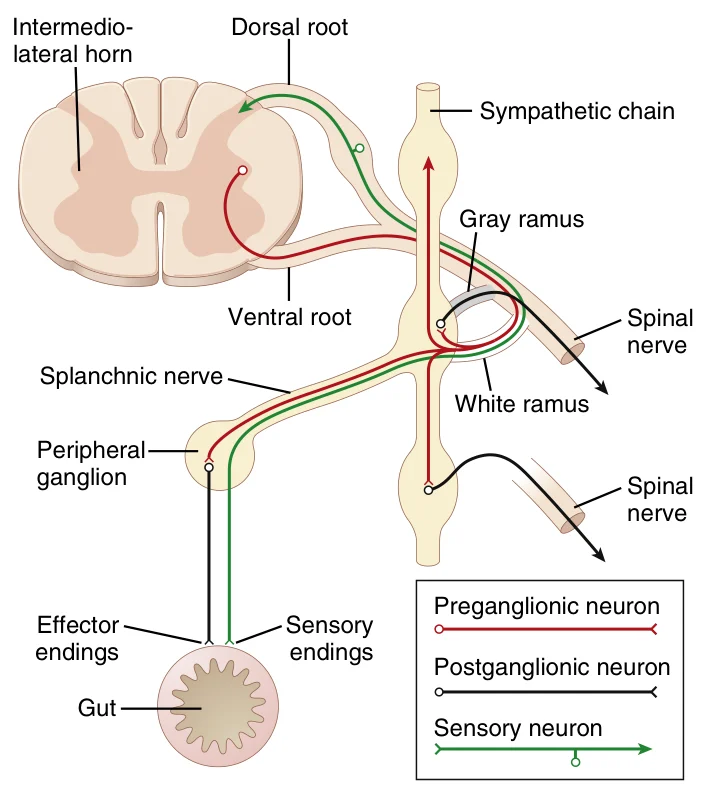 Intermedio-
lateral horn
Dorsal root
Sympathetic chain
Gray ramus
Ventral root
Spinal
nerve
Splanchnic nerve
White ramus
Peripheral
ganglion
Spinal
nerve
Effector
endings
Sensory
endings
Gut
Preganglionic neuron
Postganglionic neuron
Sensory neuron